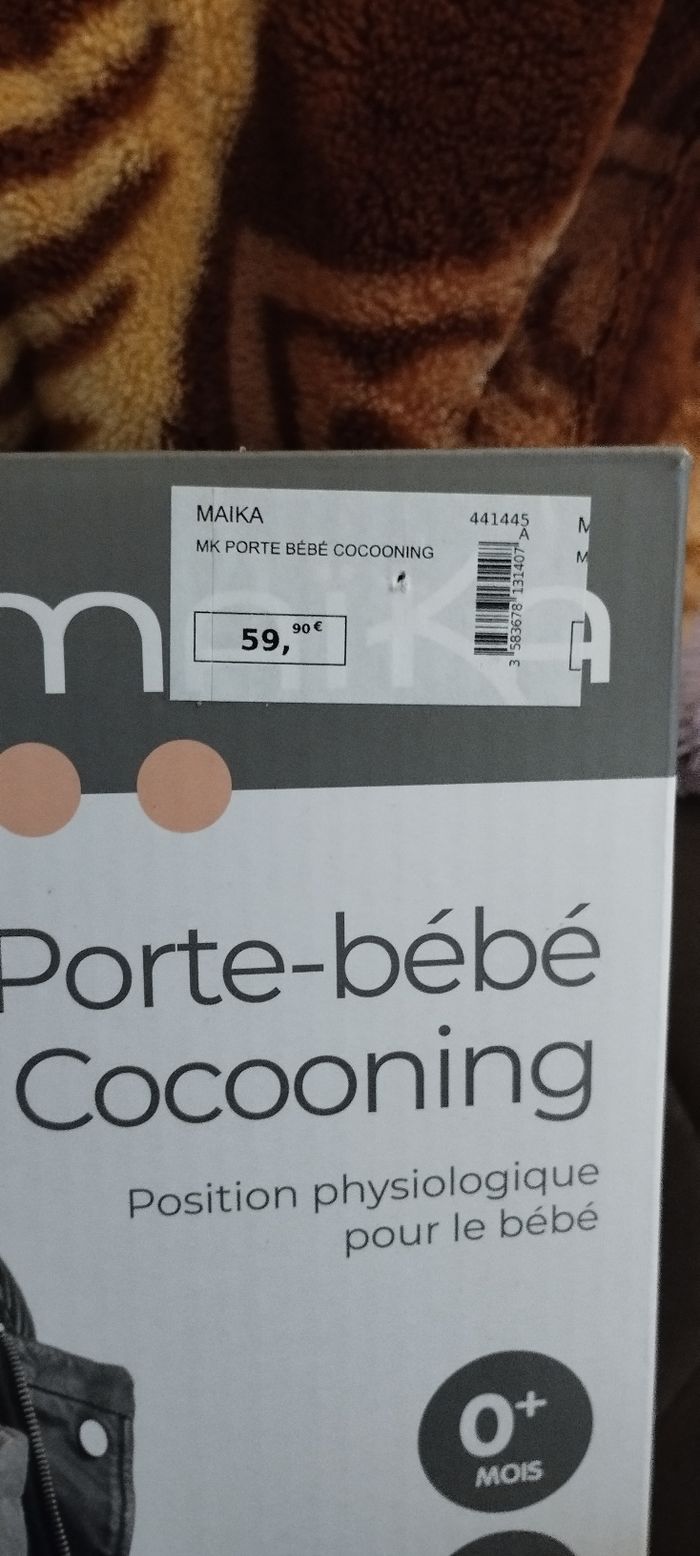 MAIKA
MK PORTE BÉBÉ COCOONING
59,90€
441445
A
3 583678 131407
maika
Porte-bébé
Cocooning
Position physiologique
pour le bébé
0+
MOIS